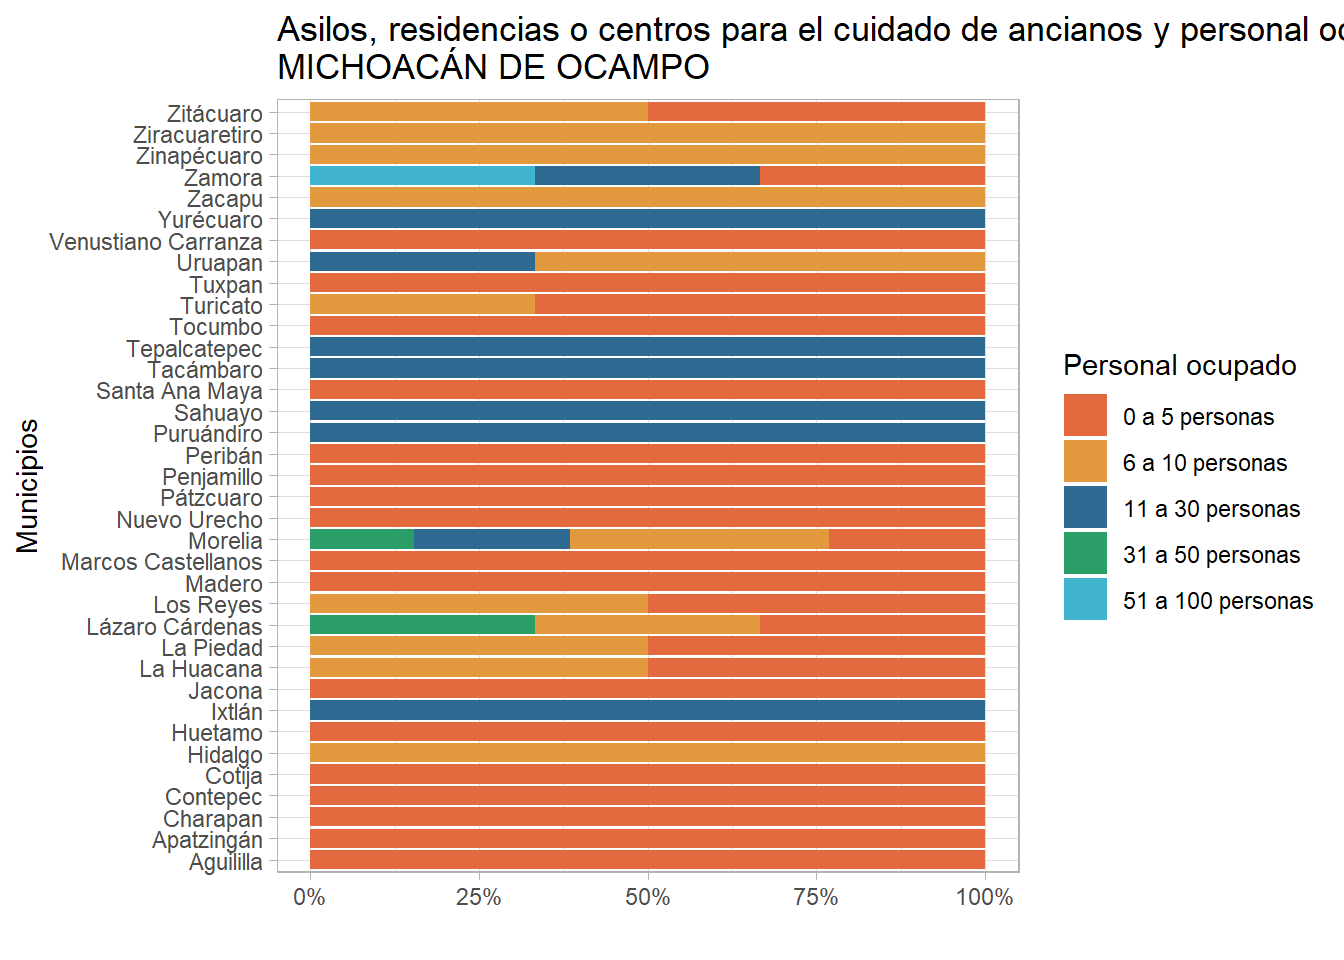 Asilos, residencias o centros para el cuidado de ancianos y personal
MICHOACÁN DE OCAMPO
Municipios
Zitácuaro
Ziracuaretiro
Zinapécuaro
Zamora
Zacapu
Yurécuaro
Venustiano Carranza
Uruapan
Tuxpan
Turicato
Tocumbo
Tepalcatepec
Tacámbaro
Santa Ana Maya
Sahuayo
Puruándiro
Peribán
Penjamillo
Pátzcuaro
Nuevo Urecho
Morelia
Marcos Castellanos
Madero
Los Reyes
Lázaro Cárdenas
La Piedad
La Huacana
Jacona
Ixtlán
Huetamo
Hidalgo
Cotija
Contepec
Charapan
Apatzingán
Aguililla
0% 25% 50% 75% 100%
Personal ocupado
0 a 5 personas
6 a 10 personas
11 a 30 personas
31 a 50 personas
51 a 100 personas